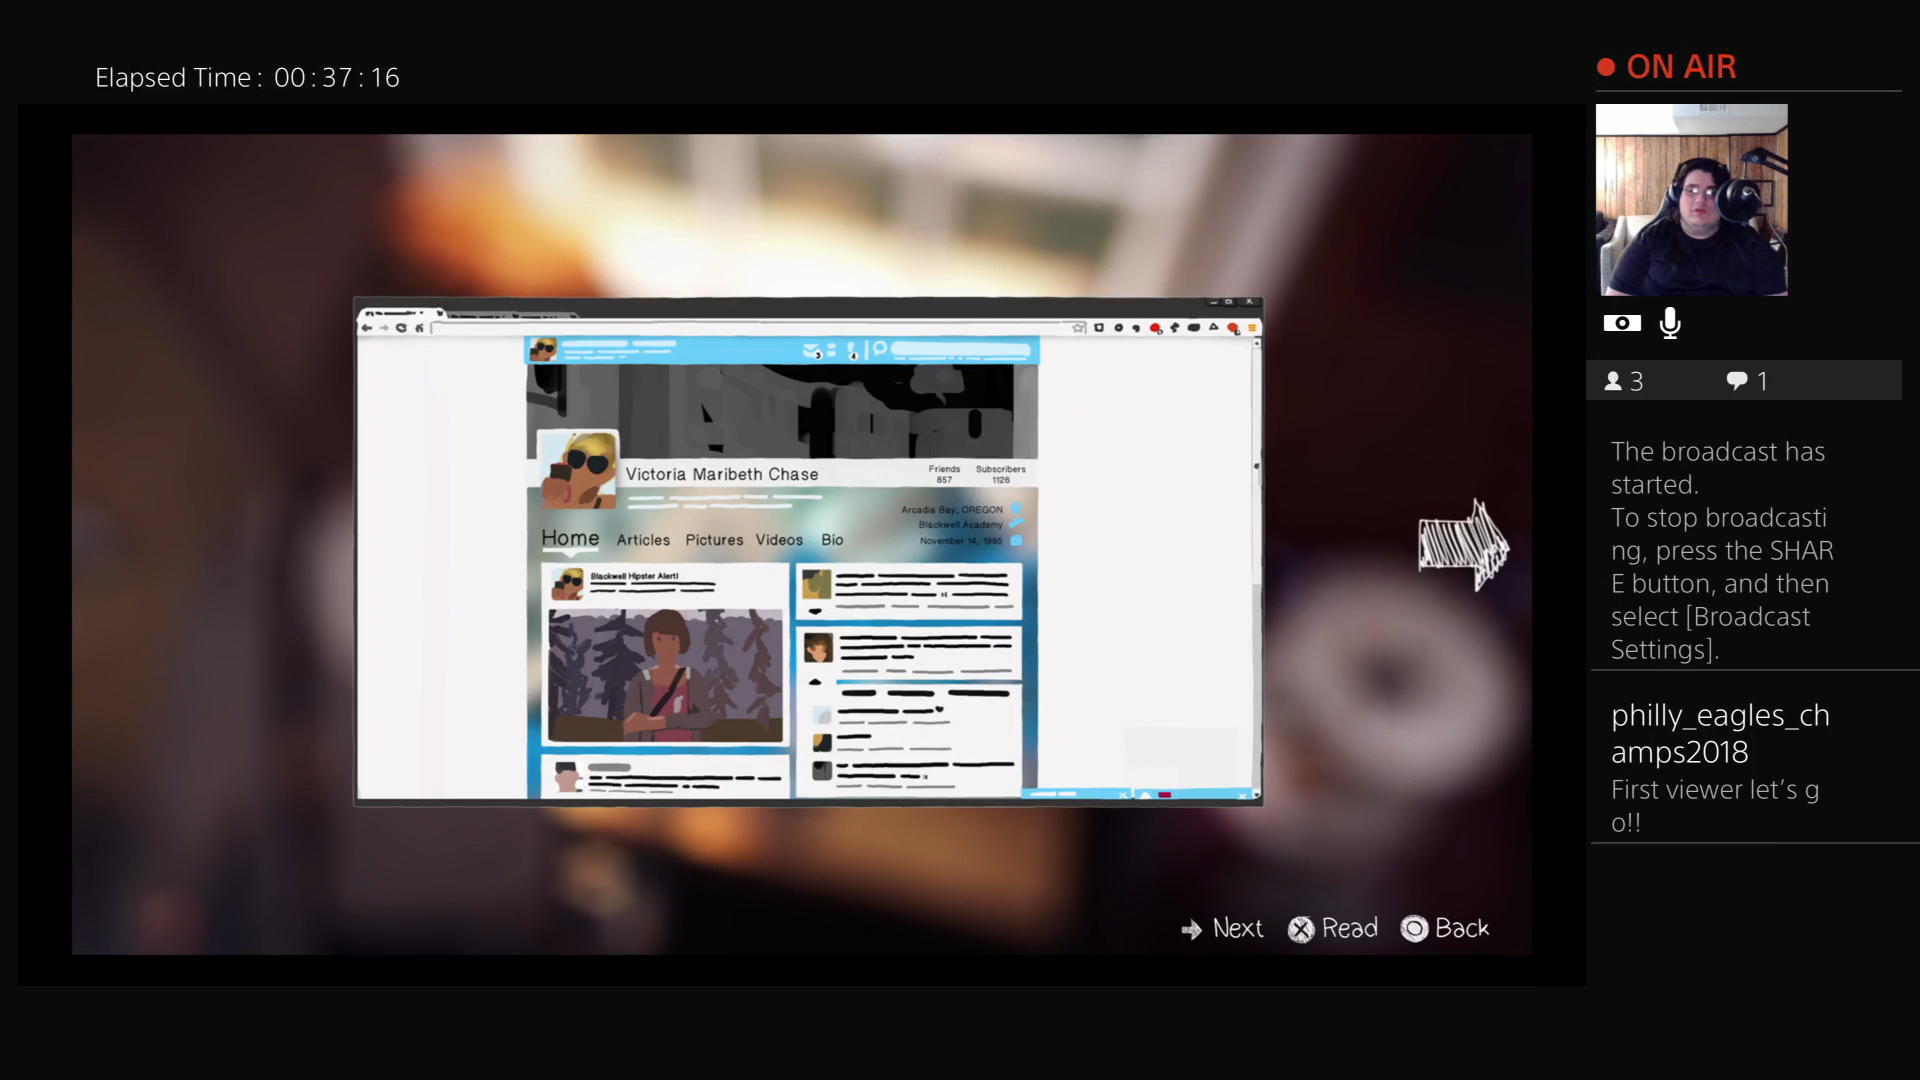 Elapsed Time: 00:37:16
ON AIR
3 1
The broadcast has
started.
To stop broadcasti
ng, press the SHAR
E button, and then
select [Broadcast
Settings].
philly_eagles_ch
amps2018
First viewer let's g
o!!
3 4
Victoria Maribeth Chase
Friends Subscribers
857 1126
Arcadia Bay, OREGON
Blackwell Academy
November 14, 1995
Home Articles Pictures Videos Bio
Blackwell Hipster Alert!
Next Read Back